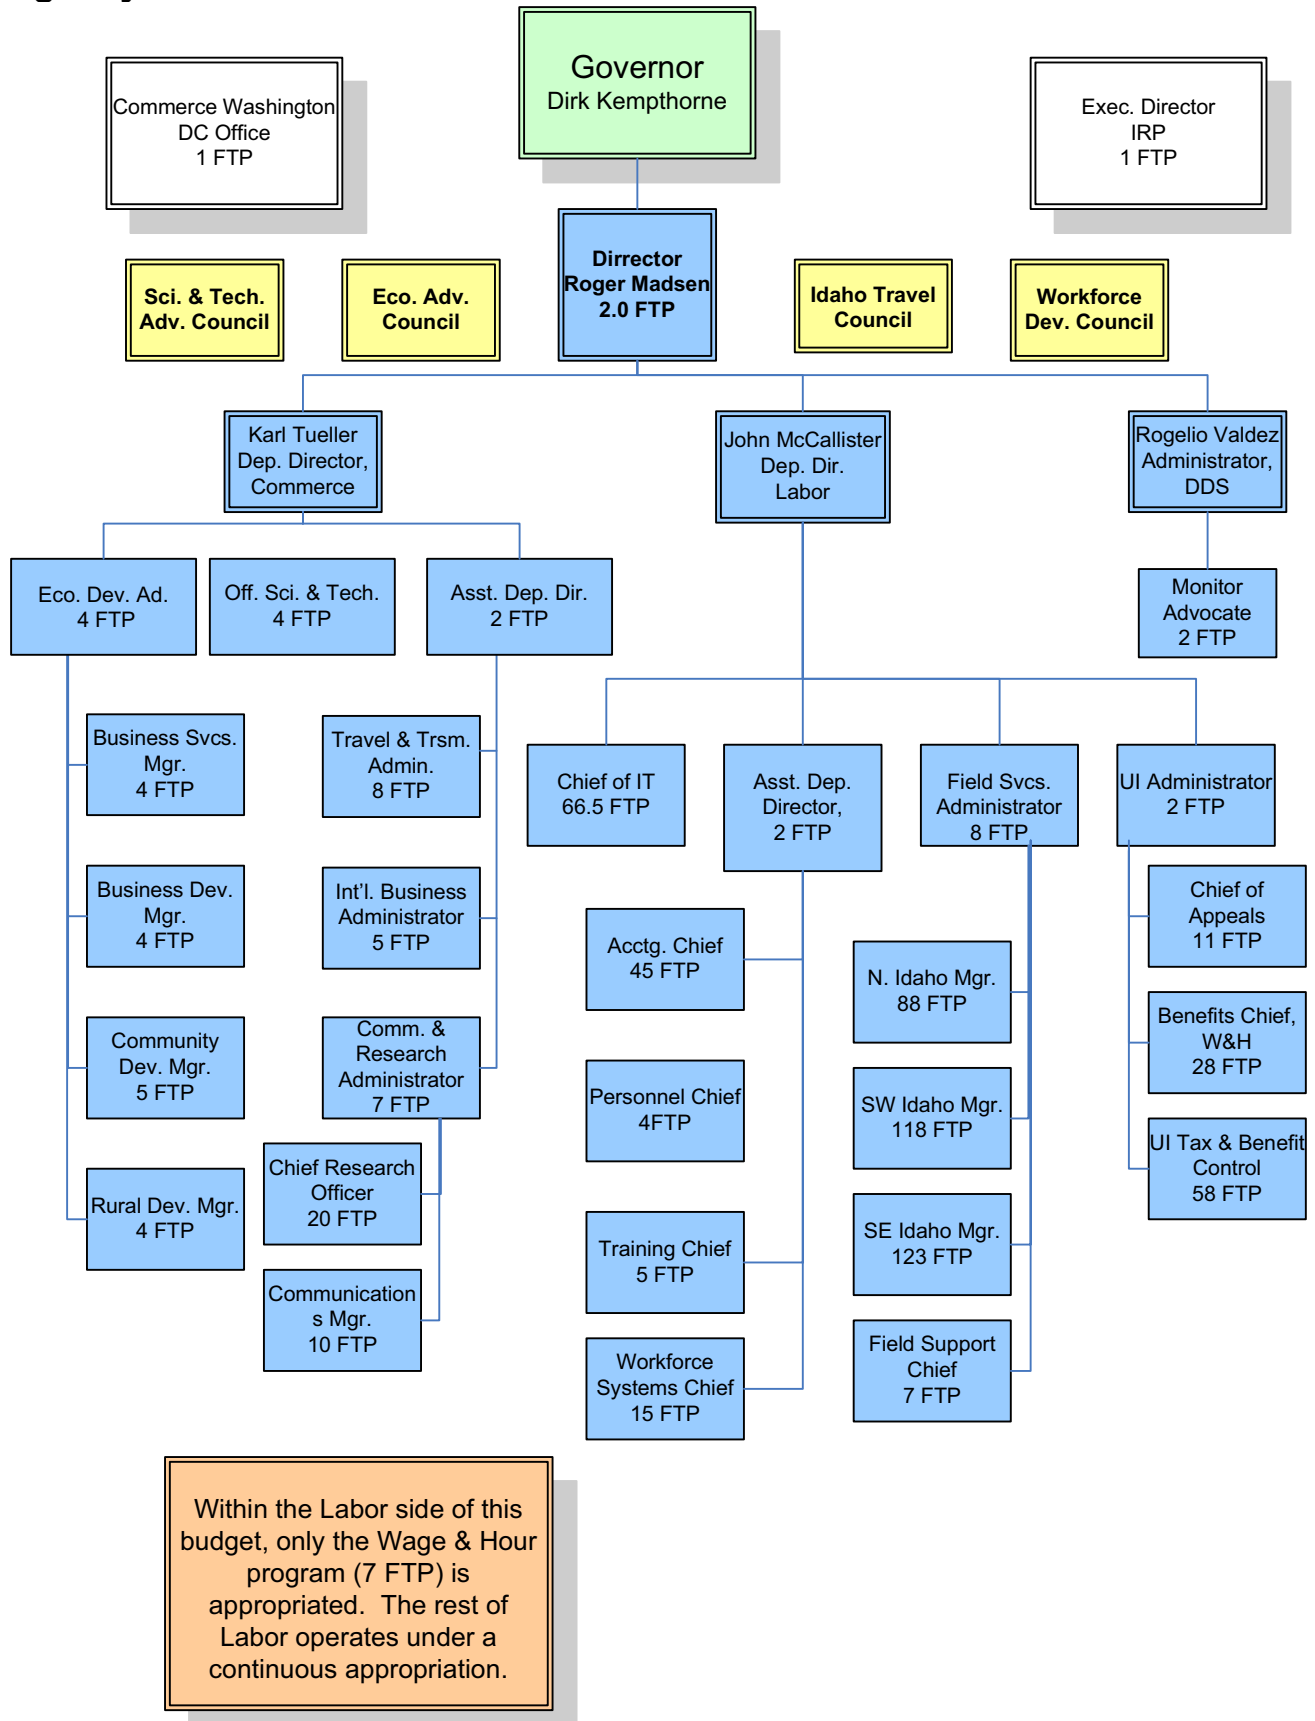 Governor
Dirk Kempthorne
Commerce Washington
DC Office
1 FTP
Exec. Director
IRP
1 FTP
Dirrector
Roger Madsen
2.0 FTP
Sci. & Tech.
Adv. Council
Eco. Adv.
Council
Idaho Travel
Council
Workforce
Dev. Council
Karl Tueller
Dep. Director,
Commerce
John McCallister
Dep. Dir.
Labor
Rogelio Valdez
Administrator,
DDS
Eco. Dev. Ad.
4 FTP
Off. Sci. & Tech.
4 FTP
Asst. Dep. Dir.
2 FTP
Monitor
Advocate
2 FTP
Business Svcs.
Mgr.
4 FTP
Business Dev.
Mgr.
4 FTP
Community
Dev. Mgr.
5 FTP
Rural Dev. Mgr.
4 FTP
Travel & Trsm.
Admin.
8 FTP
Int'l. Business
Administrator
5 FTP
Comm. &
Research
Administrator
7 FTP
Chief Research
Officer
20 FTP
Communication
s Mgr.
10 FTP
Chief of IT
66.5 FTP
Asst. Dep.
Director,
2 FTP
Field Svcs.
Administrator
8 FTP
UI Administrator
2 FTP
Acctg. Chief
45 FTP
Personnel Chief
4FTP
Training Chief
5 FTP
Workforce
Systems Chief
15 FTP
N. Idaho Mgr.
88 FTP
SW Idaho Mgr.
118 FTP
SE Idaho Mgr.
123 FTP
Field Support
Chief
7 FTP
Chief of
Appeals
11 FTP
Benefits Chief,
W&H
28 FTP
UI Tax & Benefit
Control
58 FTP
Within the Labor side of this
budget, only the Wage & Hour
program (7 FTP) is
appropriated.  The rest of
Labor operates under a
continuous appropriation.